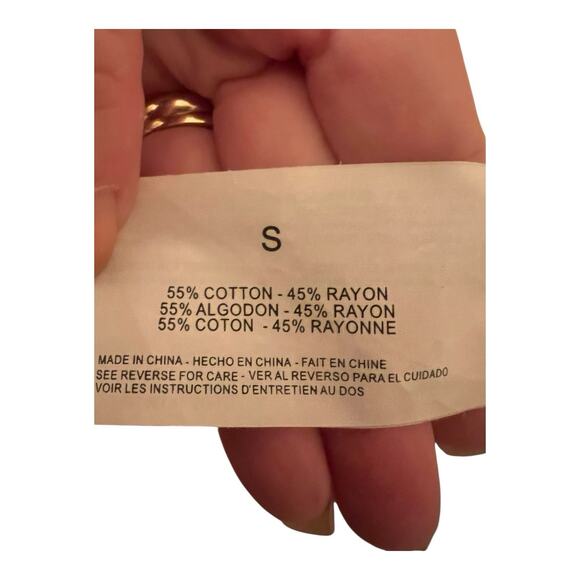 S
55% COTTON - 45% RAYON
55% ALGODON - 45% RAYON
55% COTON - 45% RAYONNE
MADE IN CHINA - HECHO EN CHINA - FAIT EN CHINE
SEE REVERSE FOR CARE - VER AL REVERSO PARA EL CUIDADO
VOIR LES INSTRUCTIONS D'ENTRETIEN AU DOS